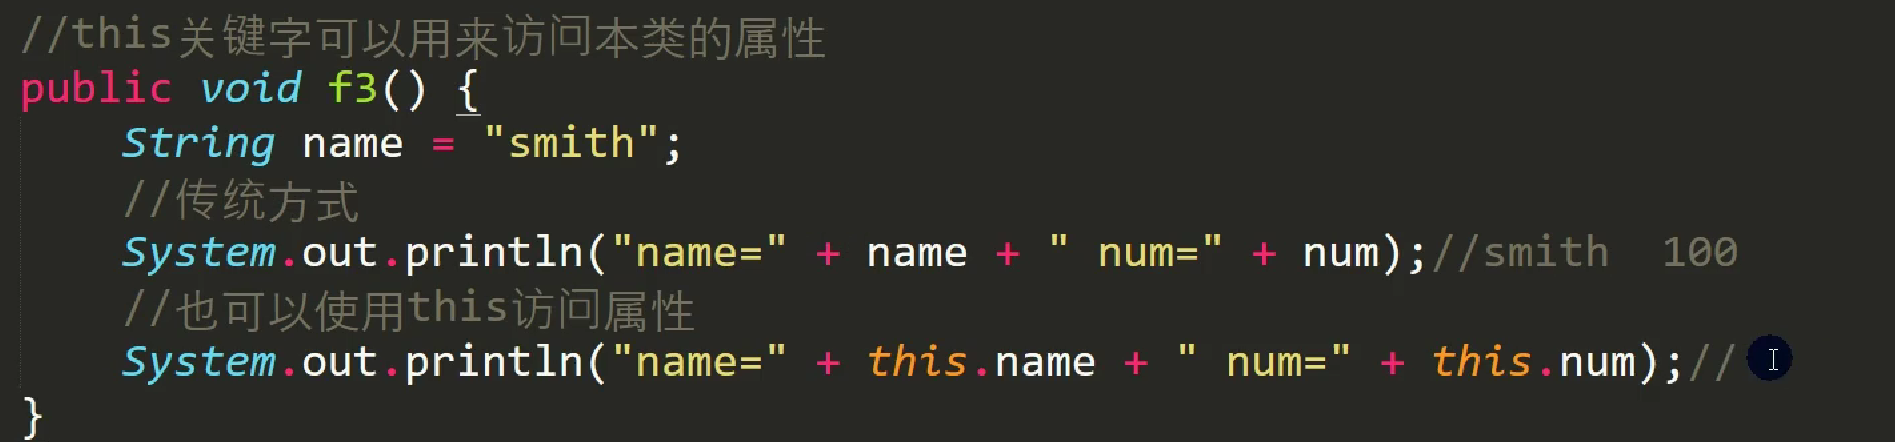 //this关键字可以用来访问本类的属性
public void f3() {
String name = "smith";
//传统方式
System.out.println("name=" + name + " num=" + num);//smith  100
//也可以使用this访问属性
System.out.println("name=" + this.name + " num=" + this.num);//
}